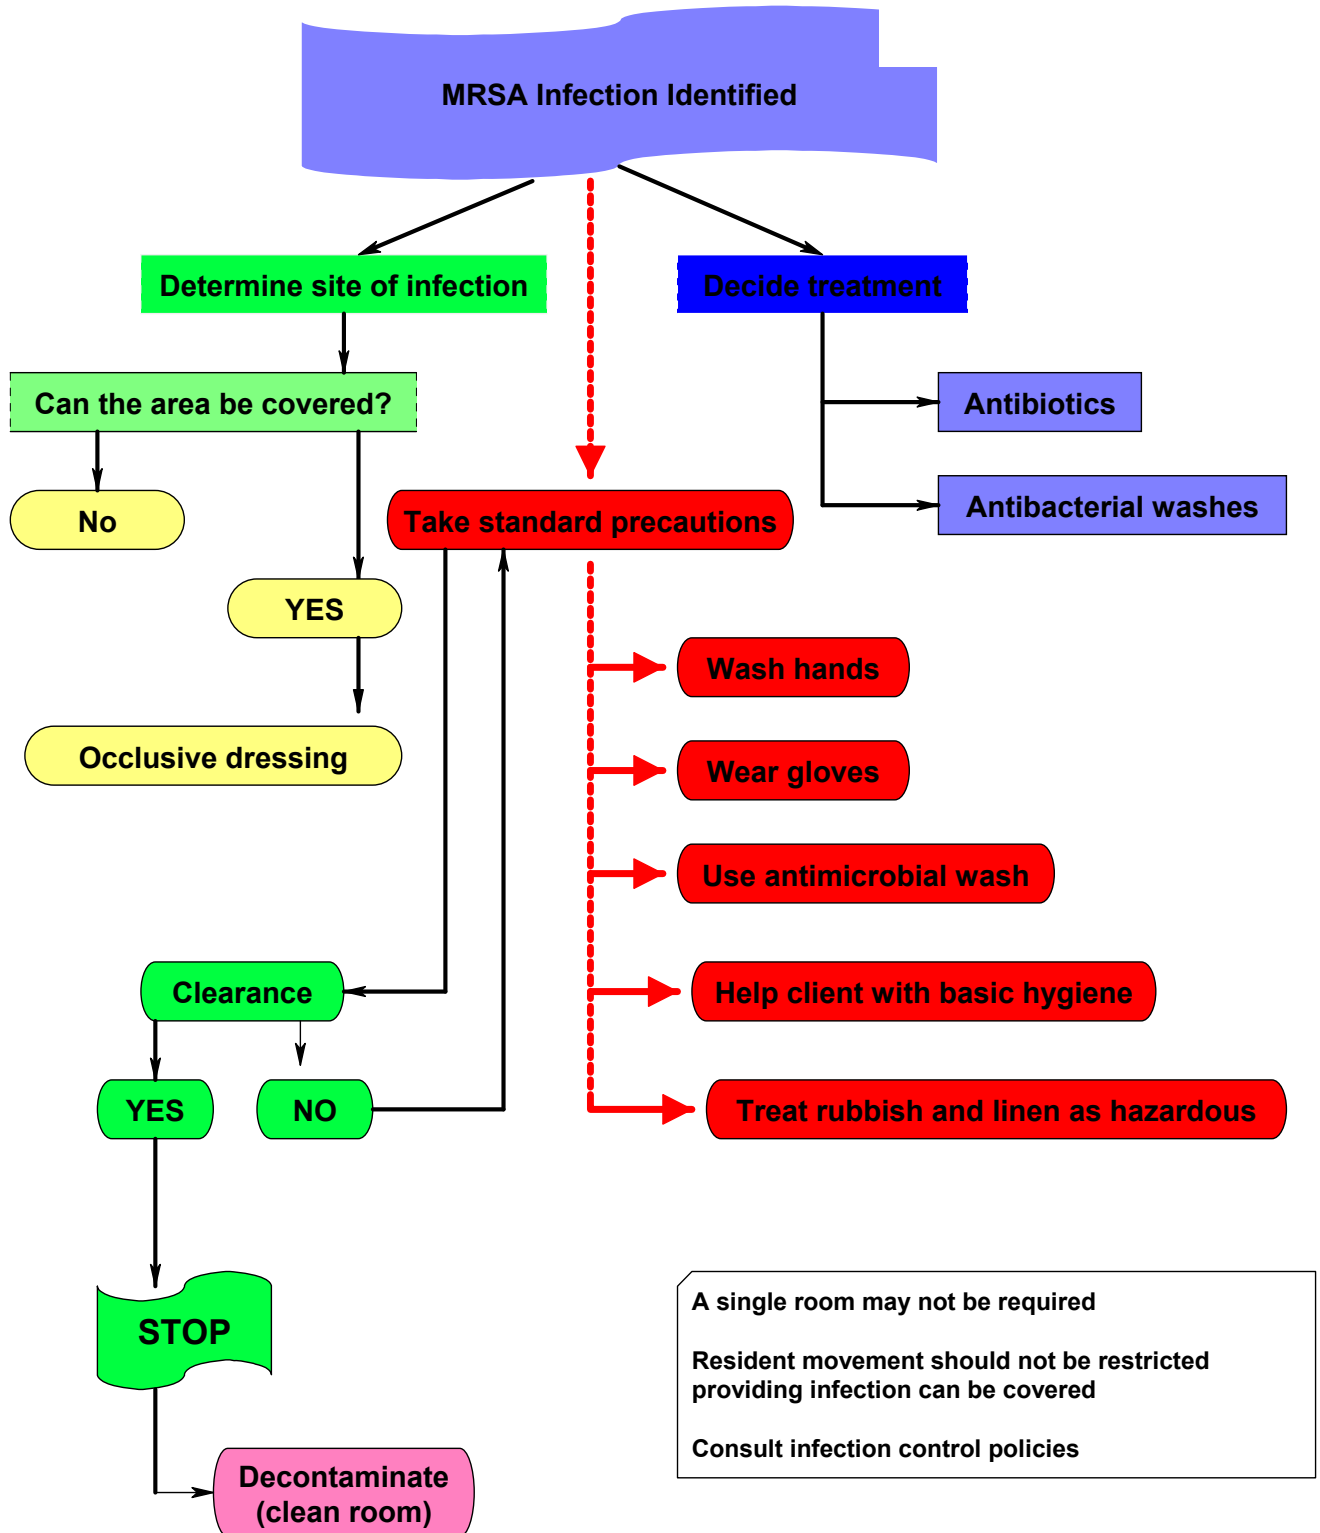 MRSA Infection Identified
Determine site of infection
Decide treatment
Can the area be covered?
Antibiotics
No
Take standard precautions
Antibacterial washes
YES
Wash hands
Occlusive dressing
Wear gloves
Use antimicrobial wash
Clearance
Help client with basic hygiene
YES
NO
Treat rubbish and linen as hazardous
STOP
A single room may not be required
Resident movement should not be restricted
providing infection can be covered
Consult infection control policies
Decontaminate
(clean room)